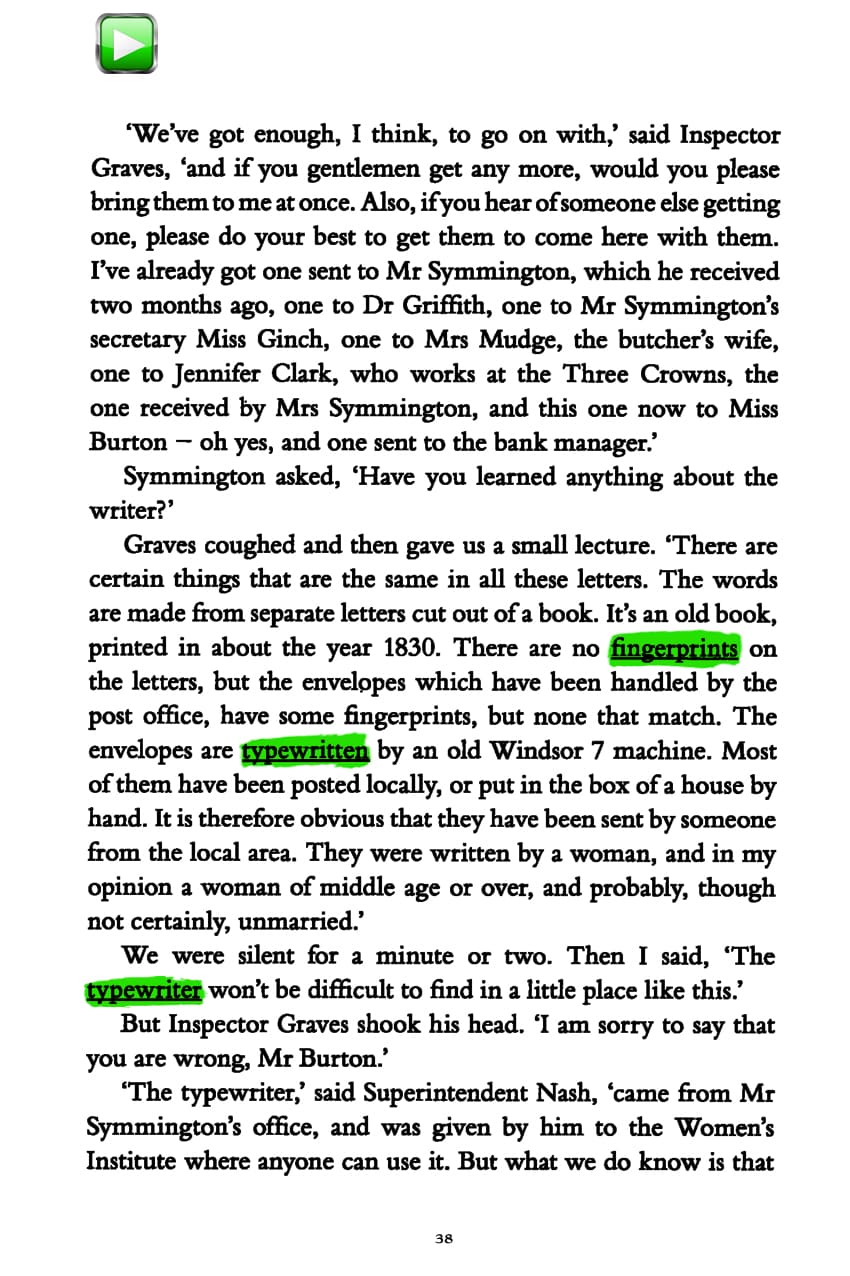 ‘We’ve got enough, I think, to go on with,’ said Inspector
Graves, ‘and if you gentlemen get any more, would you please
bring them to me at once. Also, if you hear of someone else getting
one, please do your best to get them to come here with them.
I’ve already got one sent to Mr Symmington, which he received
two months ago, one to Dr Griffith, one to Mr Symmington’s
secretary Miss Ginch, one to Mrs Mudge, the butcher’s wife,
one to Jennifer Clark, who works at the Three Crowns, the
one received by Mrs Symmington, and this one now to Miss
Burton – oh yes, and one sent to the bank manager.’
Symmington asked, ‘Have you learned anything about the
writer?’
Graves coughed and then gave us a small lecture. ‘There are
certain things that are the same in all these letters. The words
are made from separate letters cut out of a book. It’s an old book,
printed in about the year 1830. There are no fingerprints on
the letters, but the envelopes which have been handled by the
post office, have some fingerprints, but none that match. The
envelopes are typewritten by an old Windsor 7 machine. Most
of them have been posted locally, or put in the box of a house by
hand. It is therefore obvious that they have been sent by someone
from the local area. They were written by a woman, and in my
opinion a woman of middle age or over, and probably, though
not certainly, unmarried.’
We were silent for a minute or two. Then I said, ‘The
typewriter won’t be difficult to find in a little place like this.’
But Inspector Graves shook his head. ‘I am sorry to say that
you are wrong, Mr Burton.’
‘The typewriter,’ said Superintendent Nash, ‘came from Mr
Symmington’s office, and was given by him to the Women’s
Institute where anyone can use it. But what we do know is that
38